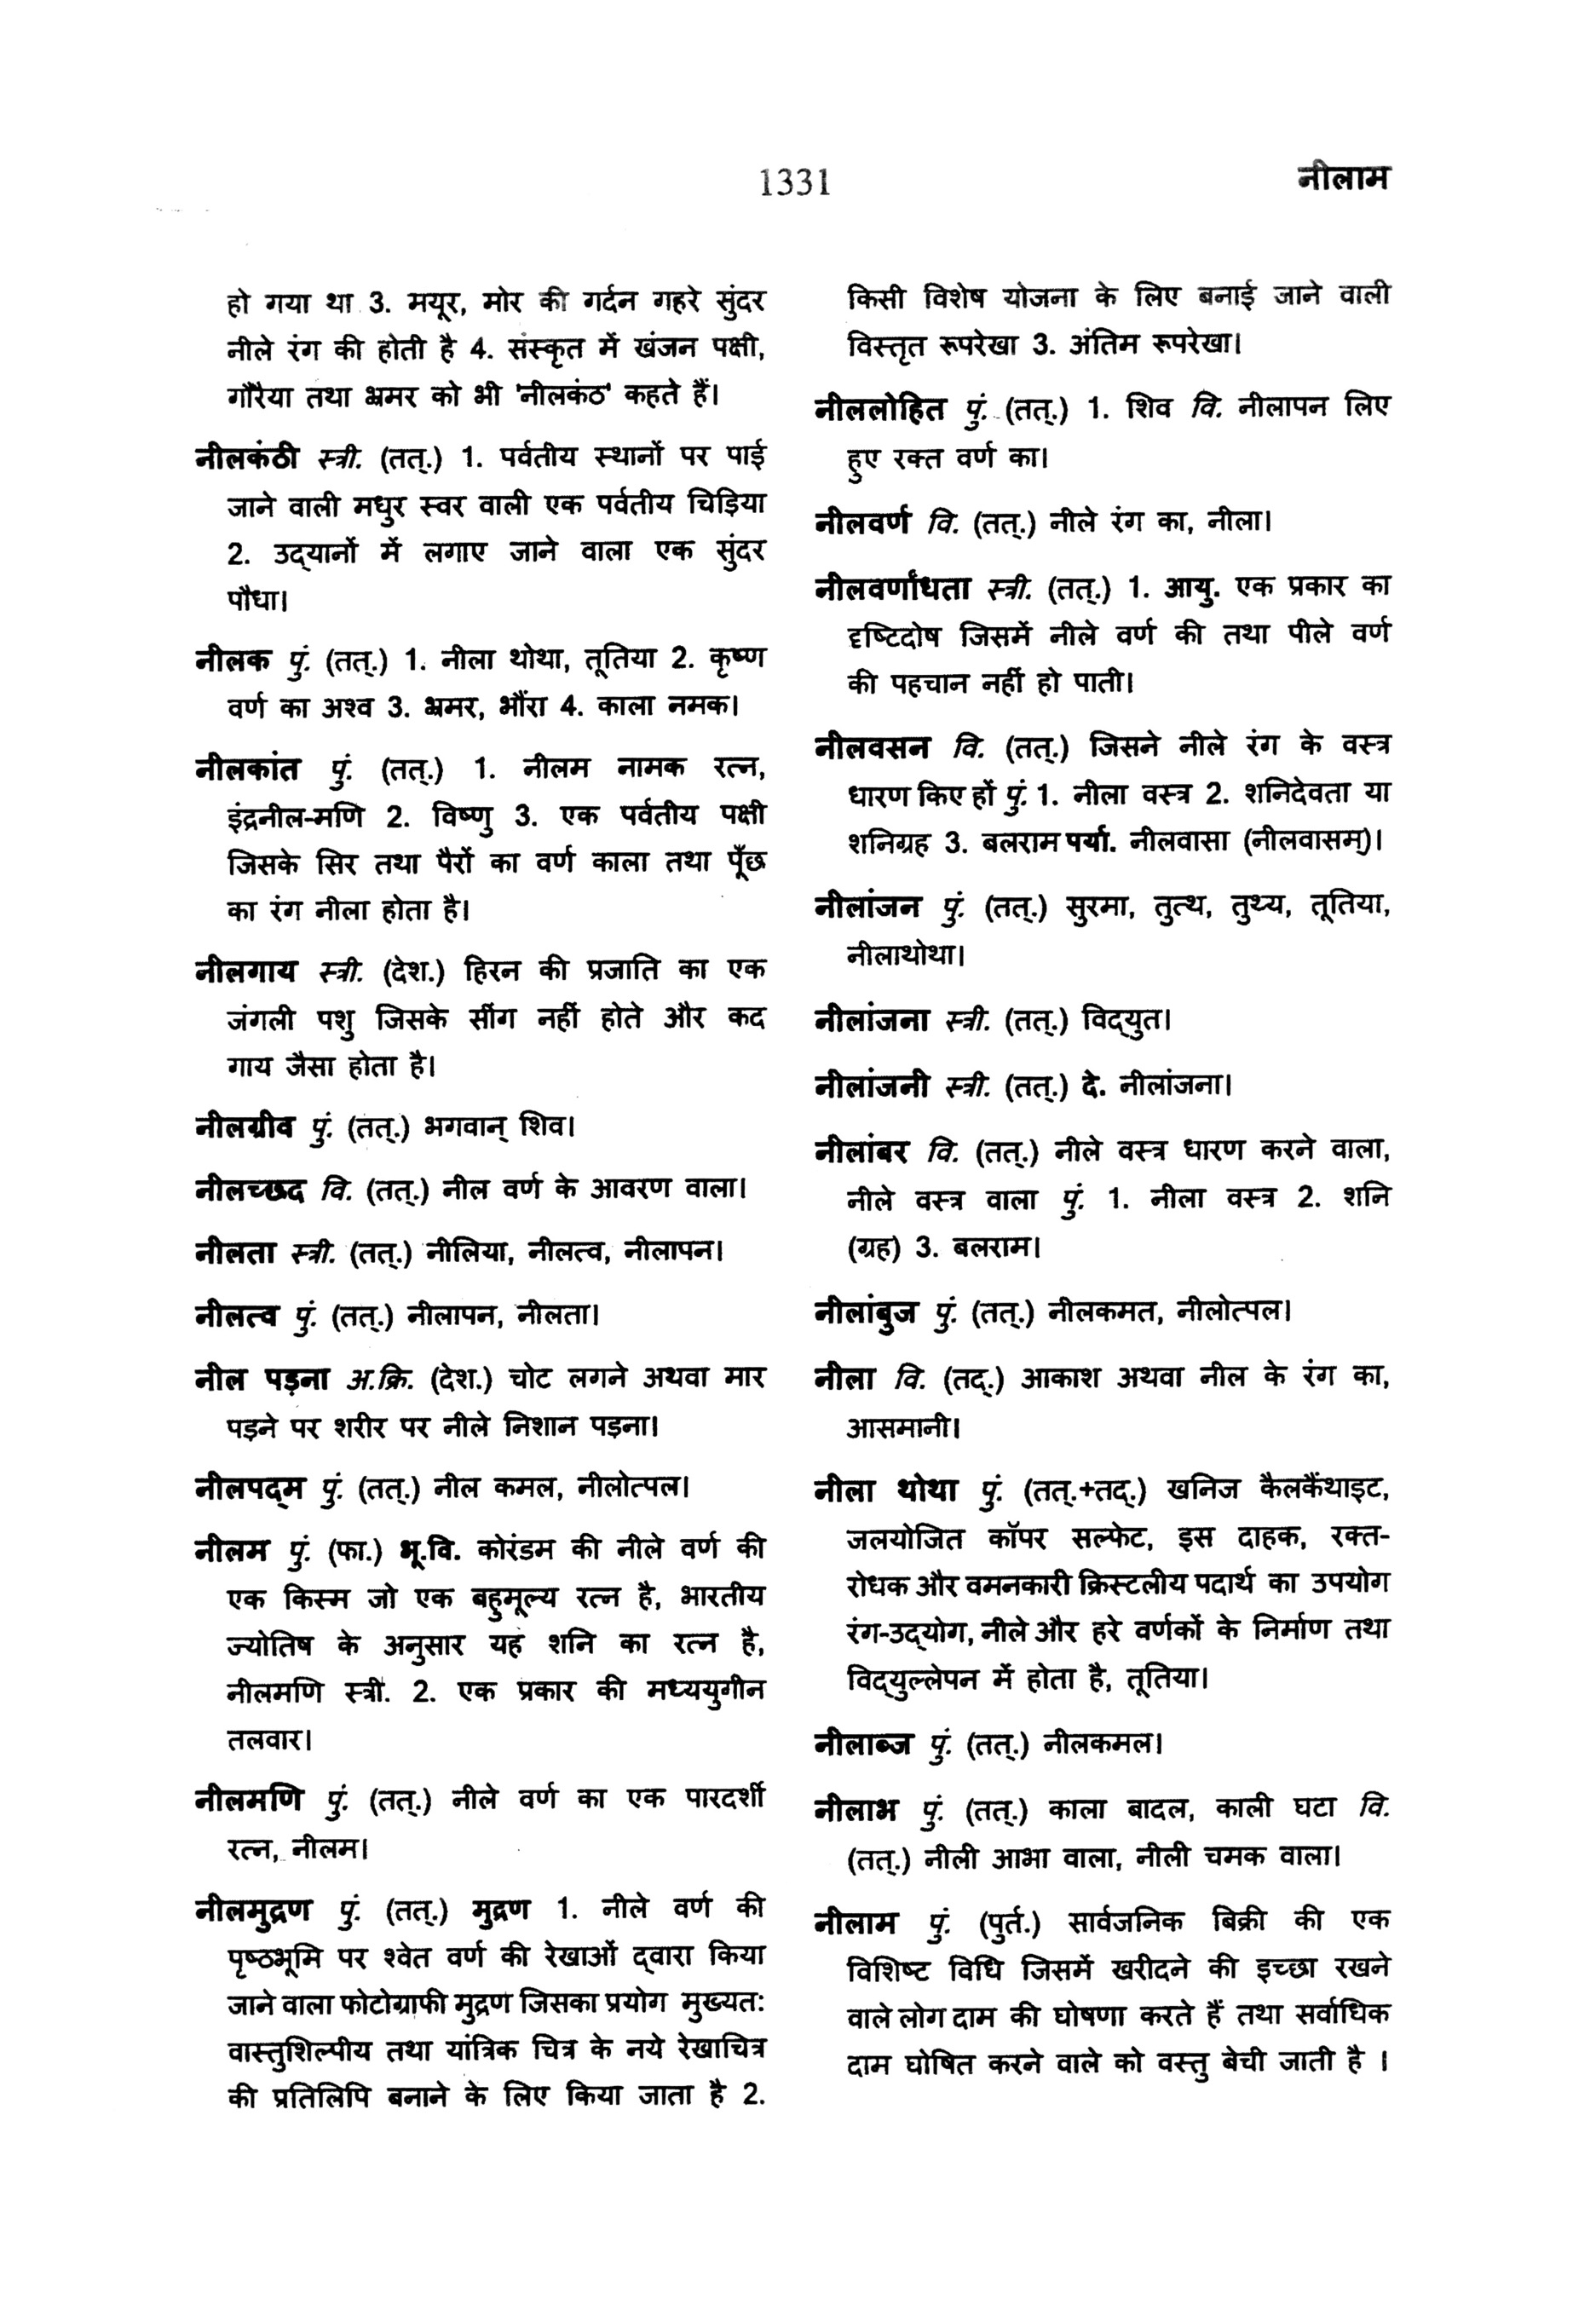 1331
नीलाम
हो गया था 3. मयूर, मोर की गर्दन गहरे सुंदर
नीले रंग की होती है 4. संस्कृत में खंजन पक्षी,
गौरैया तथा भ्रमर को भी 'नीलकंठ' कहते हैं।
नीलकंठी स्त्री. (तत्.) 1. पर्वतीय स्थानों पर पाई
जाने वाली मधुर स्वर वाली एक पर्वतीय चिड़िया
2. उद्‌यानों में लगाए जाने वाला एक सुंदर
पौधा।
नीलक पुं. (तत्.) 1. नीला थोथा, तूतिया 2. कृष्ण
वर्ण का अश्व 3. भ्रमर, भौंरा 4. काला नमक।
नीलकांत पुं. (तत्.) 1. नीलम नामक रत्न,
इंद्रनील-मणि 2. विष्णु 3. एक पर्वतीय पक्षी
जिसके सिर तथा पैरों का वर्ण काला तथा पूँछ
का रंग नीला होता है।
नीलगाय स्त्री. (देश.) हिरन की प्रजाति का एक
जंगली पशु जिसके सींग नहीं होते और कद
गाय जैसा होता है।
नीलग्रीव पुं. (तत्.) भगवान् शिव।
नीलच्छद वि. (तत्.) नील वर्ण के आवरण वाला।
नीलता स्त्री. (तत्.) नीलिया, नीलत्व, नीलापन।
नीलत्व पुं. (तत्.) नीलापन, नीलता।
नील पड़ना अ.क्रि. (देश.) चोट लगने अथवा मार
पड़ने पर शरीर पर नीले निशान पड़ना।
नीलपद्‌म पुं. (तत्.) नील कमल, नीलोत्पल।
नीलम पुं. (फा.) भू.वि. कोरंडम की नीले वर्ण की
एक किस्म जो एक बहुमूल्य रत्न है, भारतीय
ज्योतिष के अनुसार यह शनि का रत्न है,
नीलमणि स्त्री. 2. एक प्रकार की मध्ययुगीन
तलवार।
नीलमणि पुं. (तत्.) नीले वर्ण का एक पारदर्शी
रत्न, नीलम।
नीलमुद्रण पुं. (तत्.) मुद्रण 1. नीले वर्ण की
पृष्ठभूमि पर श्वेत वर्ण की रेखाओं द्‌वारा किया
जाने वाला फोटोग्राफी मुद्रण जिसका प्रयोग मुख्यत:
वास्तुशिल्पीय तथा यांत्रिक चित्र के नये रेखाचित्र
की प्रतिलिपि बनाने के लिए किया जाता है 2.
किसी विशेष योजना के लिए बनाई जाने वाली
विस्तृत रूपरेखा 3. अंतिम रूपरेखा।
नीललोहित पुं. (तत्.) 1. शिव वि. नीलापन लिए
हुए रक्त वर्ण का।
नीलवर्ण वि. (तत्.) नीले रंग का, नीला।
नीलवर्णांधता स्त्री. (तत्.) 1. आयु. एक प्रकार का
दृष्टिदोष जिसमें नीले वर्ण की तथा पीले वर्ण
की पहचान नहीं हो पाती।
नीलवसन वि. (तत्.) जिसने नीले रंग के वस्त्र
धारण किए हों पुं. 1. नीला वस्त्र 2. शनिदेवता या
शनिग्रह 3. बलराम पर्या. नीलवासा (नीलवासम्)।
नीलांजन पुं. (तत्.) सुरमा, तुत्थ, तुथ्य, तूतिया,
नीलाथोथा।
नीलांजना स्त्री. (तत्.) विद्‌युत।
नीलांजनी स्त्री. (तत्.) दे. नीलांजना।
नीलांबर वि. (तत्.) नीले वस्त्र धारण करने वाला,
नीले वस्त्र वाला पुं. 1. नीला वस्त्र 2. शनि
(ग्रह) 3. बलराम।
नीलांबुज पुं. (तत्.) नीलकमत, नीलोत्पल।
नीला वि. (तद्.) आकाश अथवा नील के रंग का,
आसमानी।
नीला थोथा पुं. (तत्.+तद्.) खनिज कैलकैंथाइट,
जलयोजित कॉपर सल्फेट, इस दाहक, रक्त-
रोधक और वमनकारी क्रिस्टलीय पदार्थ का उपयोग
रंग-उद्‌योग, नीले और हरे वर्णकों के निर्माण तथा
विद्‌युल्लेपन में होता है, तूतिया।
नीलाब्ज पुं. (तत्.) नीलकमल।
नीलाभ पुं. (तत्.) काला बादल, काली घटा वि.
(तत्.) नीली आभा वाला, नीली चमक वाला।
नीलाम पुं. (पुर्त.) सार्वजनिक बिक्री की एक
विशिष्ट विधि जिसमें खरीदने की इच्छा रखने
वाले लोग दाम की घोषणा करते हैं तथा सर्वाधिक
दाम घोषित करने वाले को वस्तु बेची जाती है ।